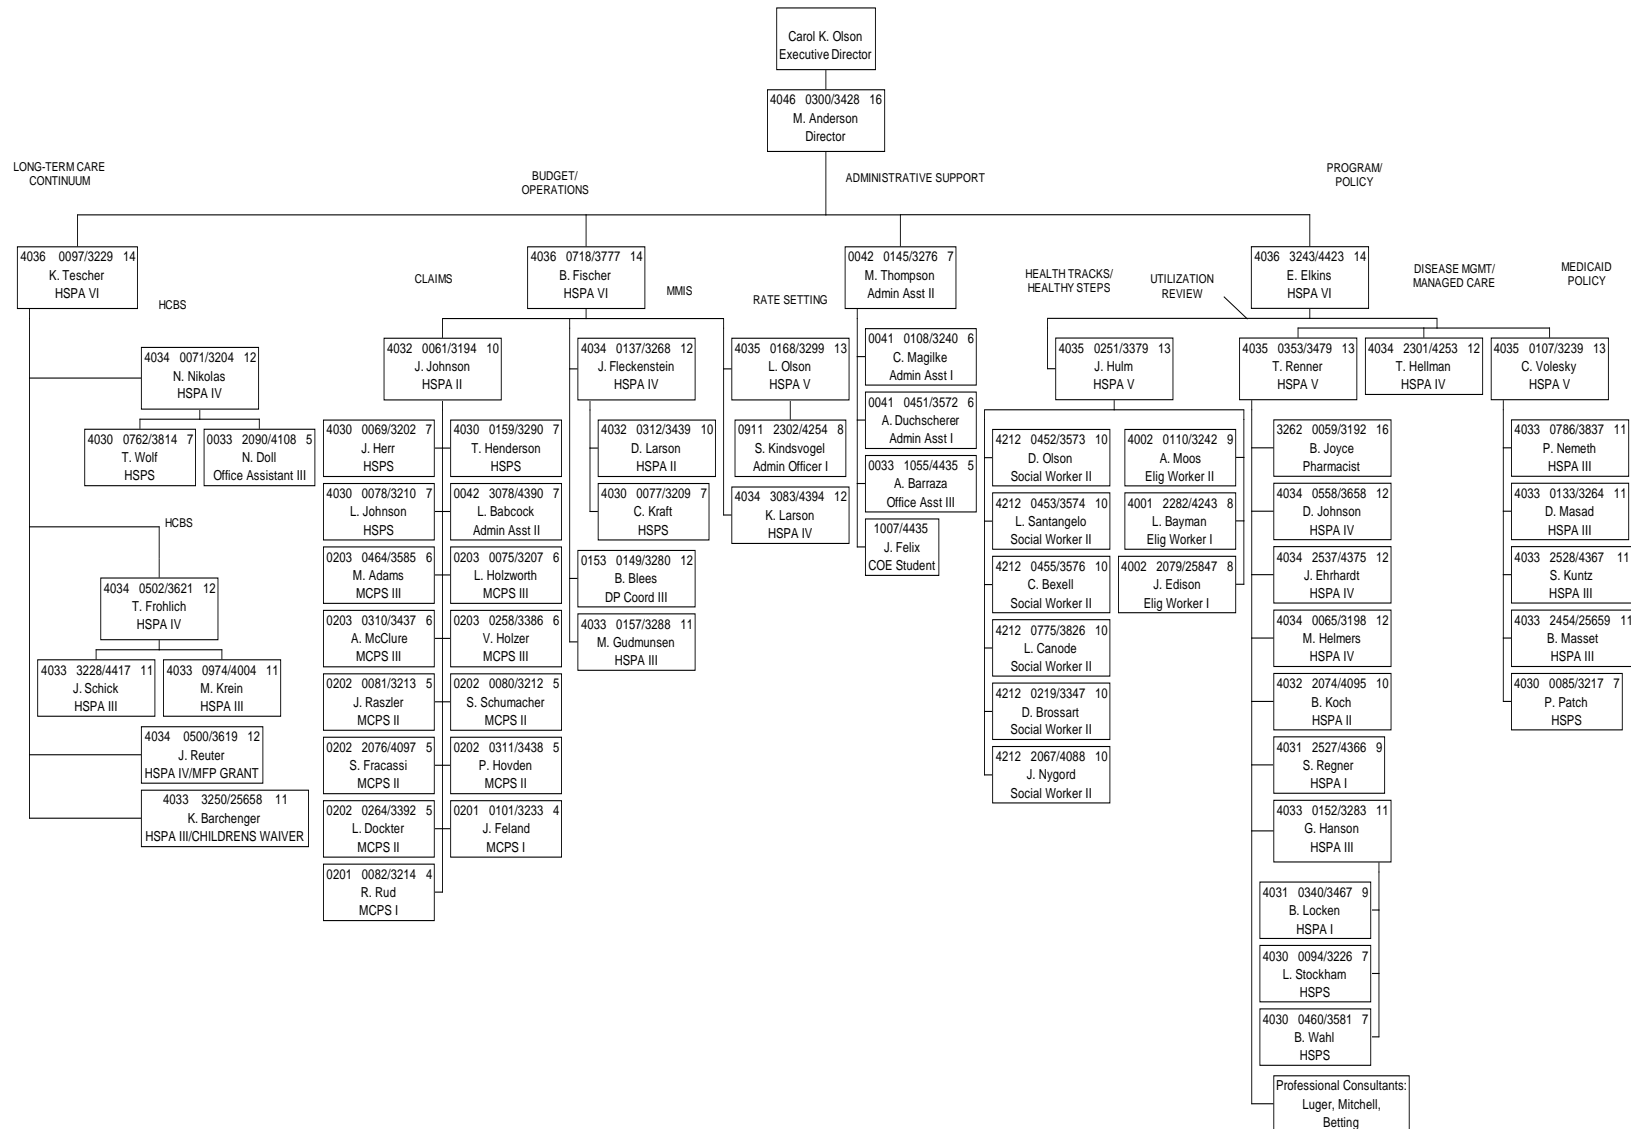 Carol K. Olson
Executive Director
4046 0300/3428 16
M. Anderson
Director
LONG-TERM CARE
CONTINUUM
BUDGET/
OPERATIONS
ADMINISTRATIVE SUPPORT
PROGRAM/
POLICY
4036 0097/3229 14
K. Tescher
HSPA VI
HCBS
4034 0071/3204 12
N. Nikolas
HSPA IV
4030 0762/3814 7
T. Wolf
HSPS
0033 2090/4108 5
N. Doll
Office Assistant III
HCBS
4034 0502/3621 12
T. Frohlich
HSPA IV
4033 3228/4417 11
J. Schick
HSPA III
4033 0974/4004 11
M. Krein
HSPA III
4034 0500/3619 12
J. Reuter
HSPA IV/MFP GRANT
4033 3250/25658 11
K. Barchenger
HSPA III/CHILDRENS WAIVER
4036 0718/3777 14
B. Fischer
HSPA VI
CLAIMS
MMIS
RATE SETTING
4032 0061/3194 10
J. Johnson
HSPA II
4030 0069/3202 7
J. Herr
HSPS
4030 0159/3290 7
T. Henderson
HSPS
4030 0078/3210 7
L. Johnson
HSPS
0042 3078/4390 7
L. Babcock
Admin Asst II
0203 0464/3585 6
M. Adams
MCPS III
0203 0075/3207 6
L. Holzworth
MCPS III
0203 0310/3437 6
A. McClure
MCPS III
0203 0258/3386 6
V. Holzer
MCPS III
0202 0081/3213 5
J. Raszler
MCPS II
0202 0080/3212 5
S. Schumacher
MCPS II
0202 2076/4097 5
S. Fracassi
MCPS II
0202 0311/3438 5
P. Hovden
MCPS II
0202 0264/3392 5
L. Dockter
MCPS II
0201 0101/3233 4
J. Feland
MCPS I
0201 0082/3214 4
R. Rud
MCPS I
4034 0137/3268 12
J. Fleckenstein
HSPA IV
4032 0312/3439 10
D. Larson
HSPA II
4030 0077/3209 7
C. Kraft
HSPS
0153 0149/3280 12
B. Blees
DP Coord III
4033 0157/3288 11
M. Gudmunsen
HSPA III
4035 0168/3299 13
L. Olson
HSPA V
0911 2302/4254 8
S. Kindsvogel
Admin Officer I
4034 3083/4394 12
K. Larson
HSPA IV
0042 0145/3276 7
M. Thompson
Admin Asst II
0041 0108/3240 6
C. Magilke
Admin Asst I
0041 0451/3572 6
A. Duchscherer
Admin Asst I
0033 1055/4435 5
A. Barraza
Office Asst III
1007/4435
J. Felix
COE Student
4036 3243/4423 14
E. Elkins
HSPA VI
HEALTH TRACKS/
HEALTHY STEPS
UTILIZATION
REVIEW
DISEASE MGMT/
MANAGED CARE
MEDICAID
POLICY
4035 0251/3379 13
J. Hulm
HSPA V
4212 0452/3573 10
D. Olson
Social Worker II
4212 0453/3574 10
L. Santangelo
Social Worker II
4212 0455/3576 10
C. Bexell
Social Worker II
4212 0775/3826 10
L. Canode
Social Worker II
4212 0219/3347 10
D. Brossart
Social Worker II
4212 2067/4088 10
J. Nygord
Social Worker II
4002 0110/3242 9
A. Moos
Elig Worker II
4001 2282/4243 8
L. Bayman
Elig Worker I
4002 2079/25847 8
J. Edison
Elig Worker I
4035 0353/3479 13
T. Renner
HSPA V
3262 0059/3192 16
B. Joyce
Pharmacist
4034 0558/3658 12
D. Johnson
HSPA IV
4034 2537/4375 12
J. Ehrhardt
HSPA IV
4034 0065/3198 12
M. Helmers
HSPA IV
4032 2074/4095 10
B. Koch
HSPA II
4031 2527/4366 9
S. Regner
HSPA I
4033 0152/3283 11
G. Hanson
HSPA III
4031 0340/3467 9
B. Locken
HSPA I
4030 0094/3226 7
L. Stockham
HSPS
4030 0460/3581 7
B. Wahl
HSPS
Professional Consultants:
Luger, Mitchell,
Betting
4034 2301/4253 12
T. Hellman
HSPA IV
4035 0107/3239 13
C. Volesky
HSPA V
4033 0786/3837 11
P. Nemeth
HSPA III
4033 0133/3264 11
D. Masad
HSPA III
4033 2528/4367 11
S. Kuntz
HSPA III
4033 2454/25659 11
B. Masset
HSPA III
4030 0085/3217 7
P. Patch
HSPS